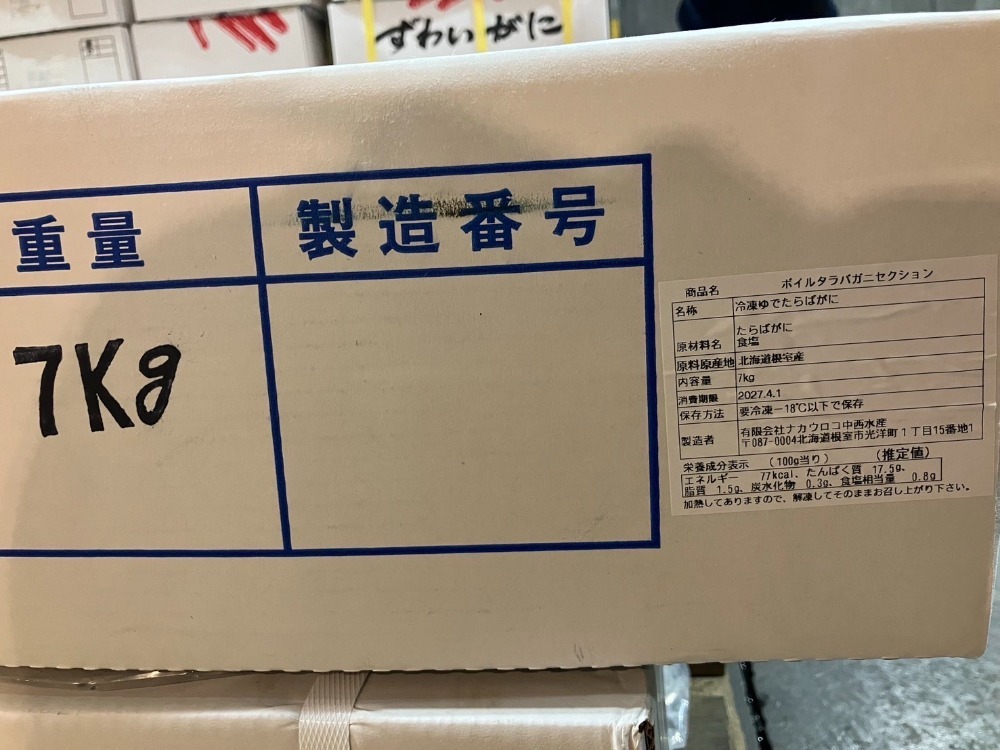 ずわいがに
重量 製造番号
7Kg
商品名 ボイルタラバガニセクション
名称 冷凍ゆでたらばがに
原材料名 たらばがに
食塩
原料原産地 北海道根室産
内容量 7kg
消費期限 2027.4.1
保存方法 要冷凍－18℃以下で保存
製造者 有限会社ナカウロコ中西水産
〒087-0004北海道根室市光洋町1丁目15番地1
栄養成分表示 (100g当り) (推定値)
エネルギー 77kcal、たんぱく質 17.5g、
脂質 1.5g、炭水化物 0.3g、食塩相当量 0.8g
加熱してありますので、解凍してそのままお召し上がり下さい。